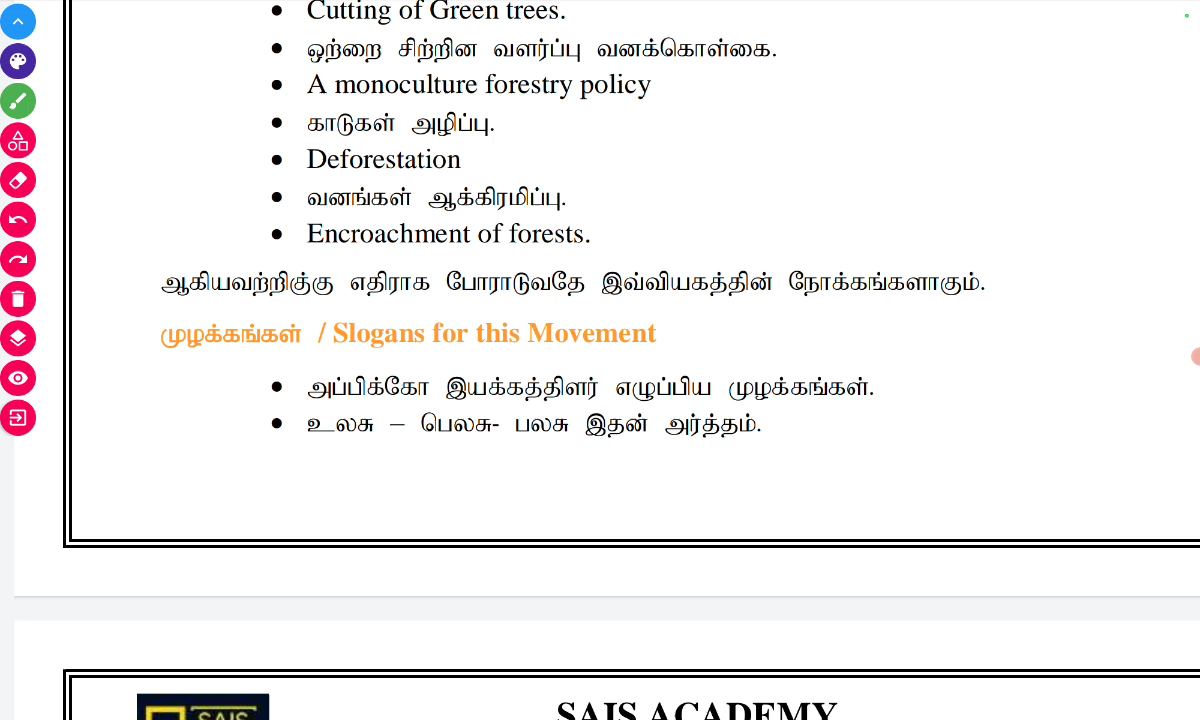 Cutting of Green trees.
ஒற்றை சிற்றின வளர்ப்பு வனக்கொள்கை.
A monoculture forestry policy
காடுகள் அழிப்பு.
Deforestation
வனங்கள் ஆக்கிரமிப்பு.
Encroachment of forests.
ஆகியவற்றிகுக்கு எதிராக போராடுவதே இவ்வியகத்தின் நோக்கங்களாகும்.
முழக்கங்கள் / Slogans for this Movement
அப்பிக்கோ இயக்கத்திளர் எழுப்பிய முழக்கங்கள்.
உலசு – பெலசு- பலசு இதன் அர்த்தம்.
SAIS
SAIS ACADEMY